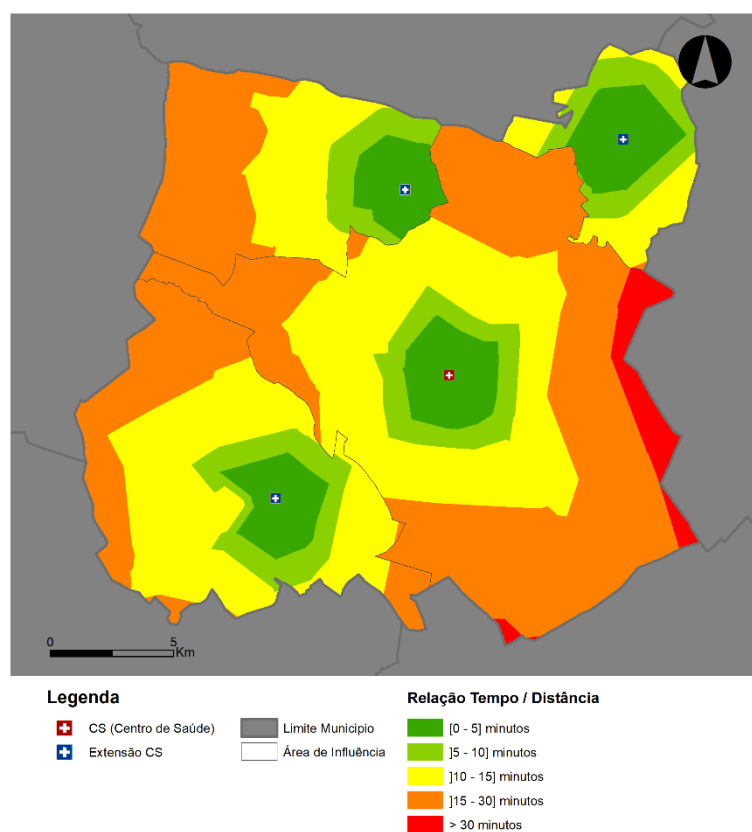 0 5
Km
Legenda
CS (Centro de Saúde)
Extensão CS
Limite Municipio
Área de Influência
Relação Tempo / Distância
[0 - 5] minutos
]5 - 10] minutos
]10 - 15] minutos
]15 - 30] minutos
> 30 minutos